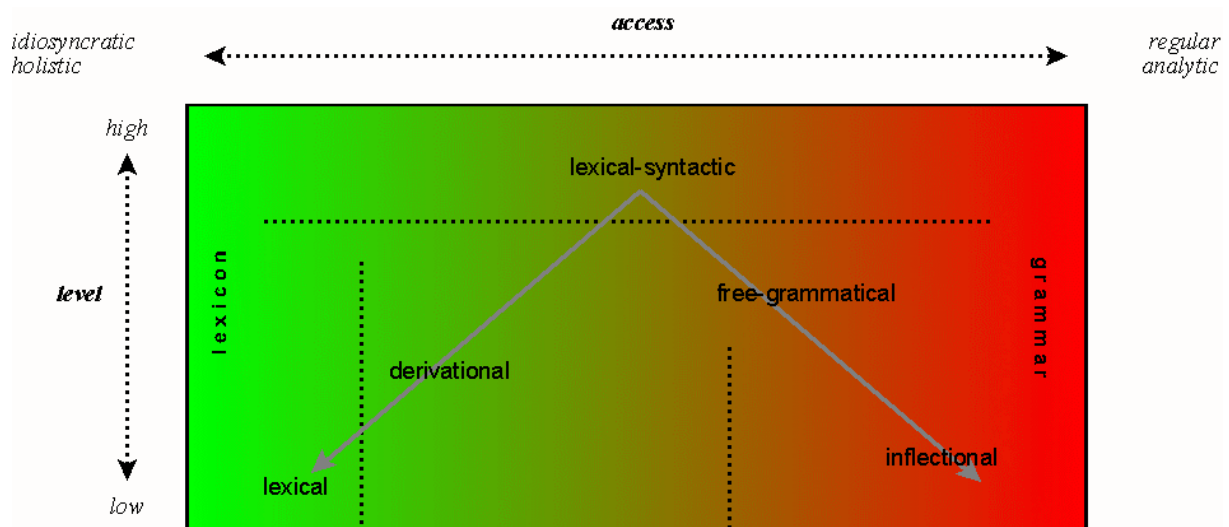 access
idiosyncratic
holistic
regular
analytic
high
lexical-syntactic
lexicon
grammar
level
free-grammatical
derivational
inflectional
lexical
low